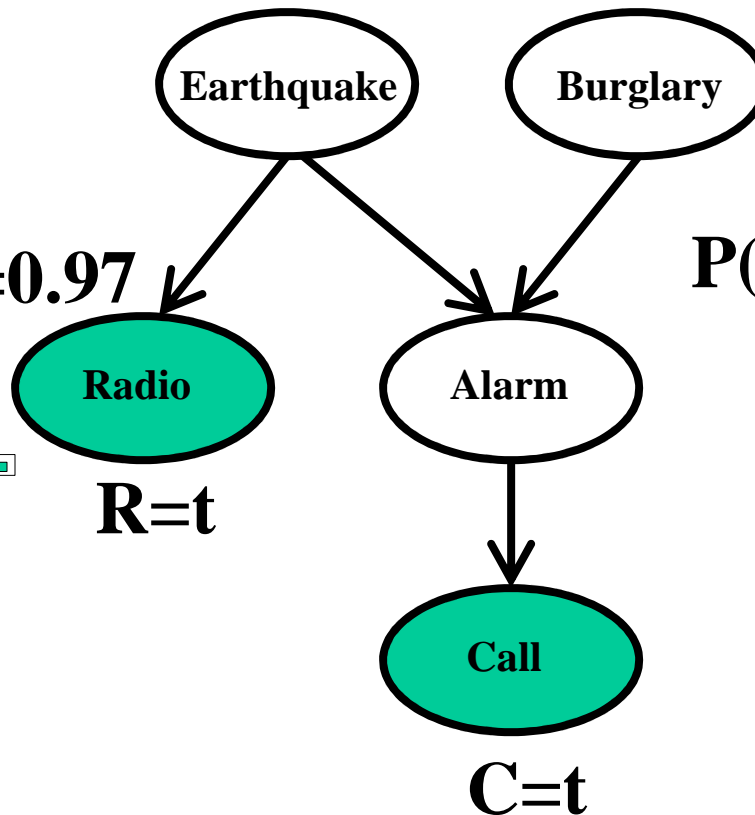 Earthquake Burglary
=0.97 P(
Radio Alarm
R=t
Call
C=t